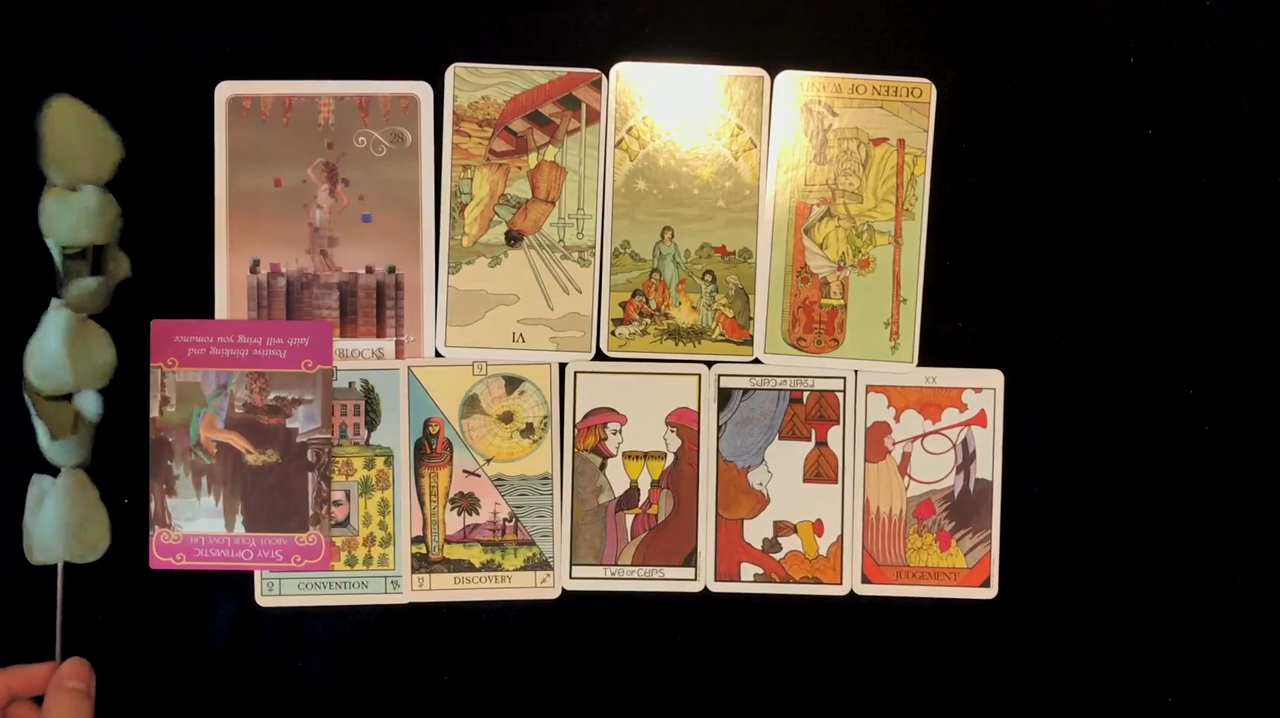 28
BLOCKS
VI
QUEEN OF WAND
Positive thinking and
faith will bring you romance
STAY OPTIMISTIC
ABOUT YOUR LOVE LIFE
CONVENTION
9
DISCOVERY
TWO OF CUPS
FOUR OF CUPS
XX
JUDGEMENT